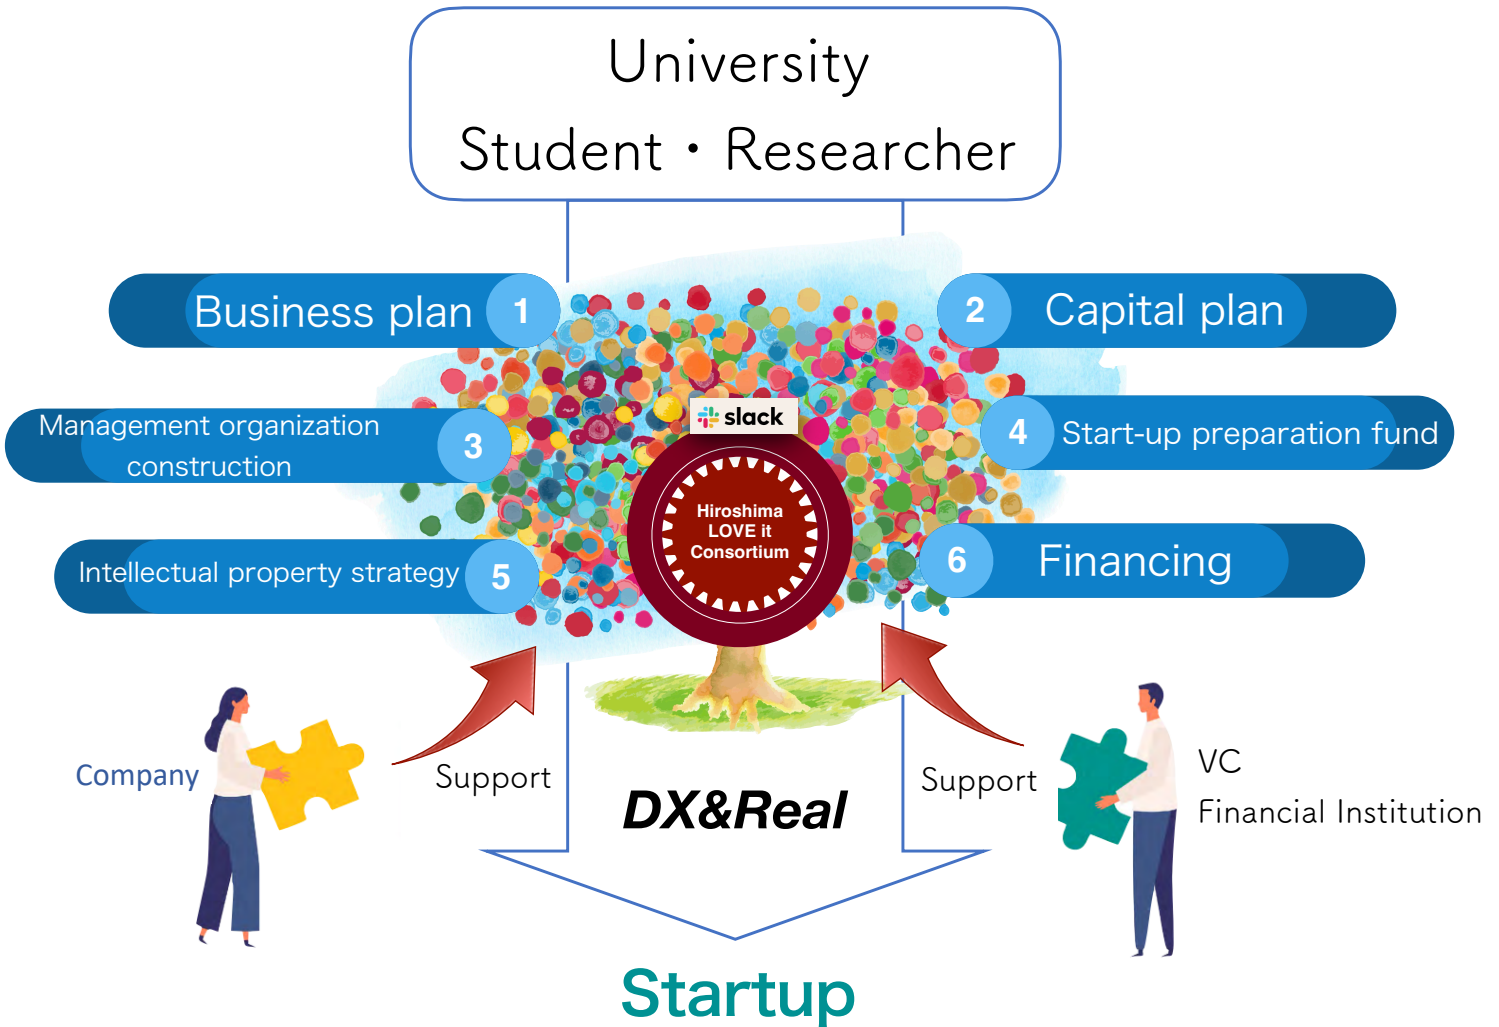 University
Student・Researcher
Business plan 1
2 Capital plan
slack
Management organization
construction
3
4 Start-up preparation fund
Hiroshima
LOVE it
Consortium
Intellectual property strategy 5
6 Financing
Company
Support
DX&Real
Support
VC
Financial Institution
Startup